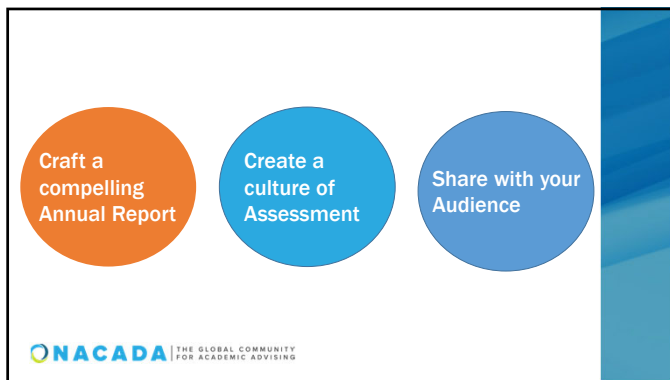 Craft a
compelling
Annual Report
Create a
culture of
Assessment
Share with your
Audience
NACADA
THE GLOBAL COMMUNITY
FOR ACADEMIC ADVISING